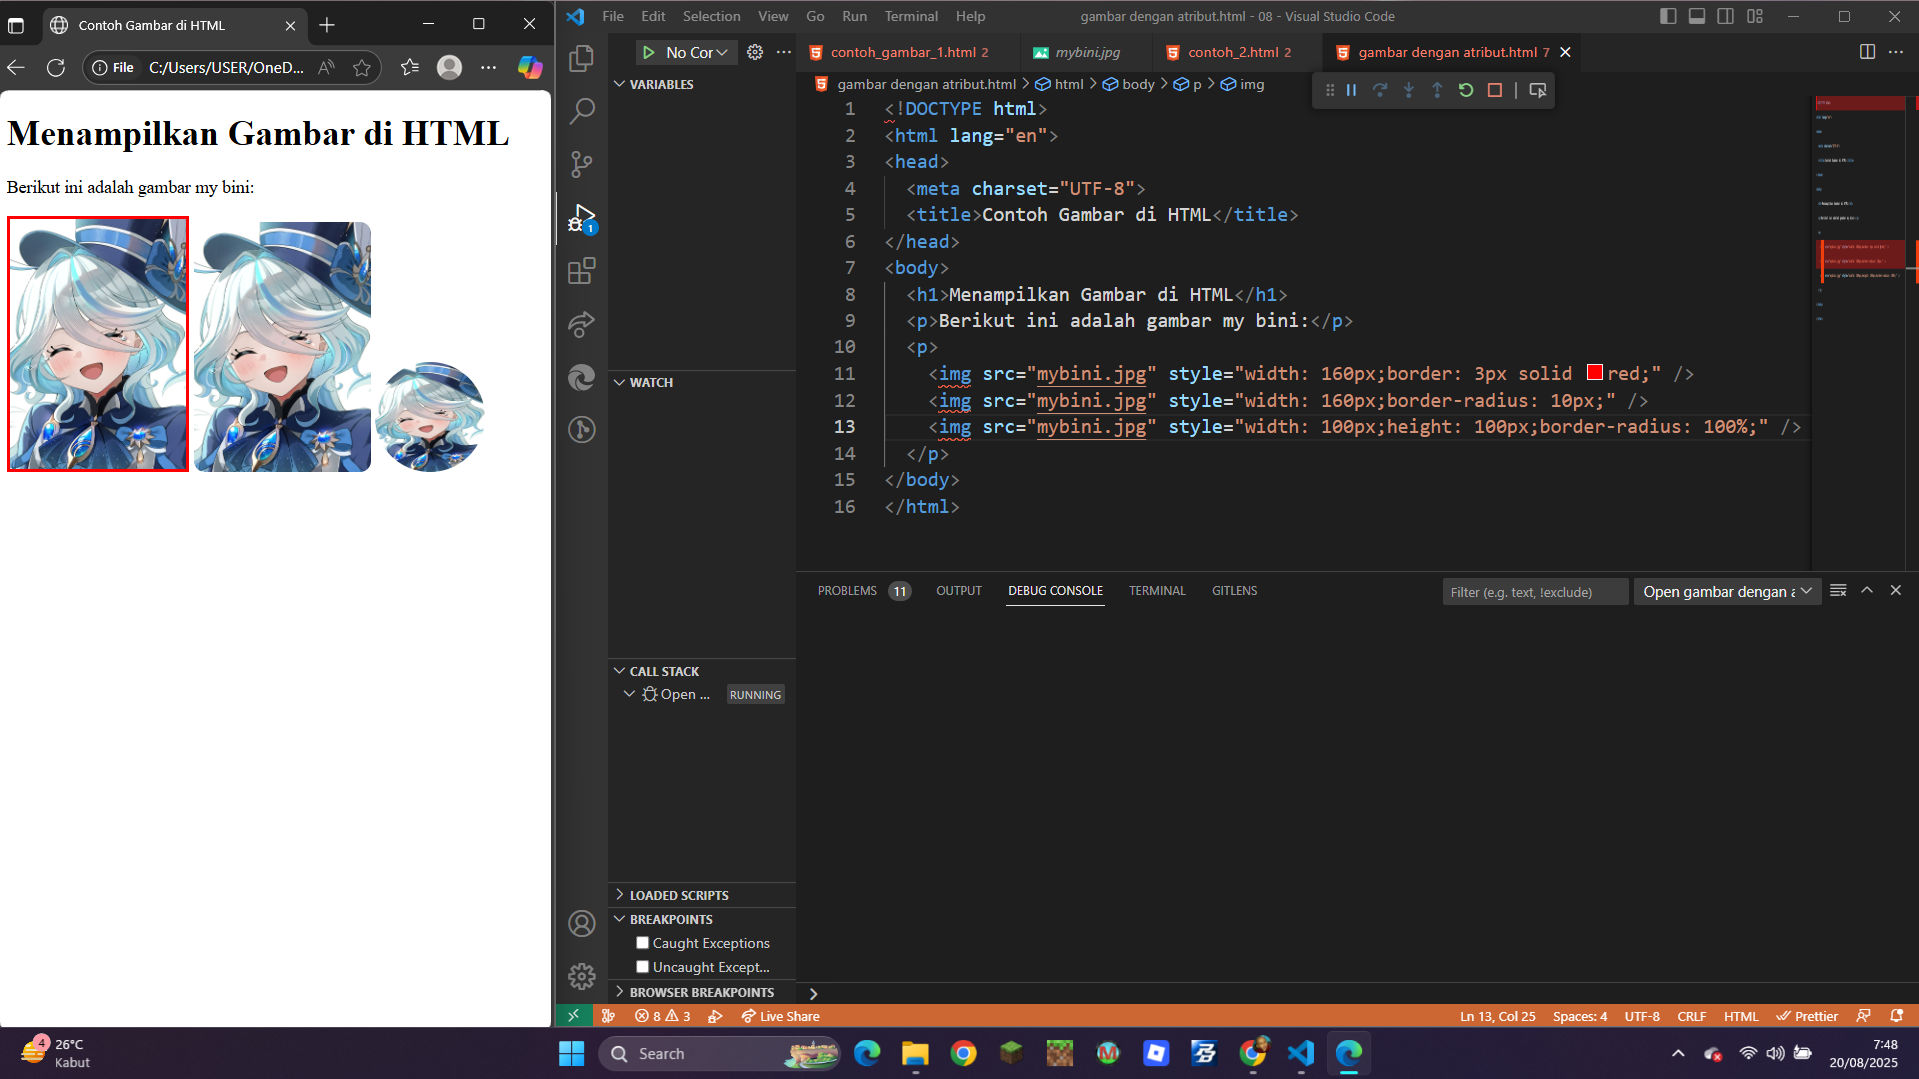 Contoh Gambar di HTML
File
C:/Users/USER/OneD...
Menampilkan Gambar di HTML
Berikut ini adalah gambar my bini:
File Edit Selection View Go Run Terminal Help
gambar dengan atribut.html - 08 - Visual Studio Code
No Cor
contoh_gambar_1.html 2
mybini.jpg
contoh_2.html 2
gambar dengan atribut.html 7
VARIABLES
gambar dengan atribut.html > html > body > p > img
1 <!DOCTYPE html>
2 <html lang="en">
3 <head>
4 <meta charset="UTF-8">
5 <title>Contoh Gambar di HTML</title>
6 </head>
7 <body>
8 <h1>Menampilkan Gambar di HTML</h1>
9 <p>Berikut ini adalah gambar my bini:</p>
10 <p>
11 <img src="mybini.jpg" style="width: 160px;border: 3px solid red;" />
12 <img src="mybini.jpg" style="width: 160px;border-radius: 10px;" />
13 <img src="mybini.jpg" style="width: 100px;height: 100px;border-radius: 100%;" />
14 </p>
15 </body>
16 </html>
1
WATCH
CALL STACK
Open ...
RUNNING
LOADED SCRIPTS
BREAKPOINTS
Caught Exceptions
Uncaught Except...
BROWSER BREAKPOINTS
PROBLEMS 11 OUTPUT DEBUG CONSOLE TERMINAL GITLENS
Filter (e.g. text, !exclude)
Open gambar dengan a
8 3
Live Share
Ln 13, Col 25
Spaces: 4
UTF-8
CRLF
HTML
Prettier
4
26°C
Kabut
Search
7:48
20/08/2025